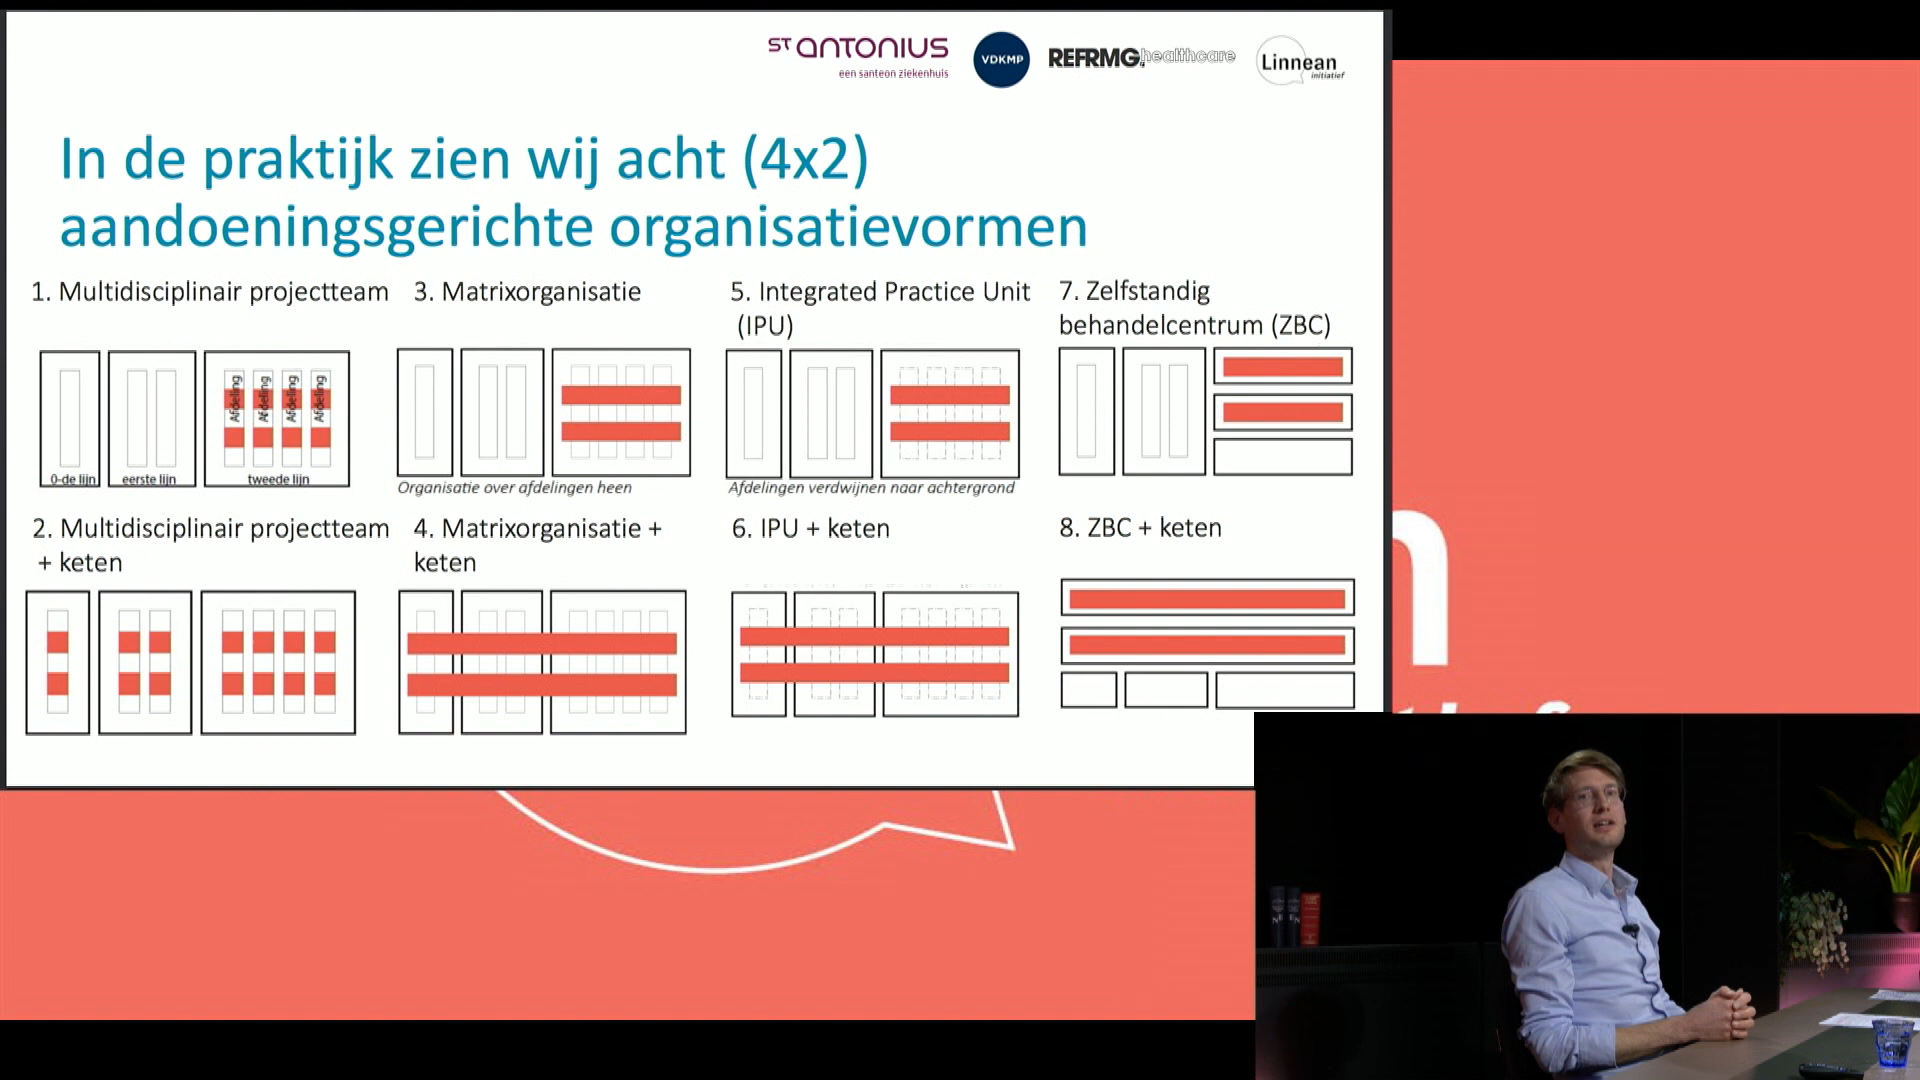 ST ANTONIUS
een santeon ziekenhuis
VDKMP
REFRMG. healthcare
Linnean
initiatief
In de praktijk zien wij acht (4x2)
aandoeningsgerichte organisatievormen
1. Multidisciplinair projectteam
Afdeling Afdeling Afdeling Afdeling
0-de lijn eerste lijn tweede lijn
3. Matrixorganisatie
Organisatie over afdelingen heen
5. Integrated Practice Unit
(IPU)
Afdelingen verdwijnen naar achtergrond
7. Zelfstandig
behandelcentrum (ZBC)
2. Multidisciplinair projectteam
+ keten
4. Matrixorganisatie +
keten
6. IPU + keten
8. ZBC + keten